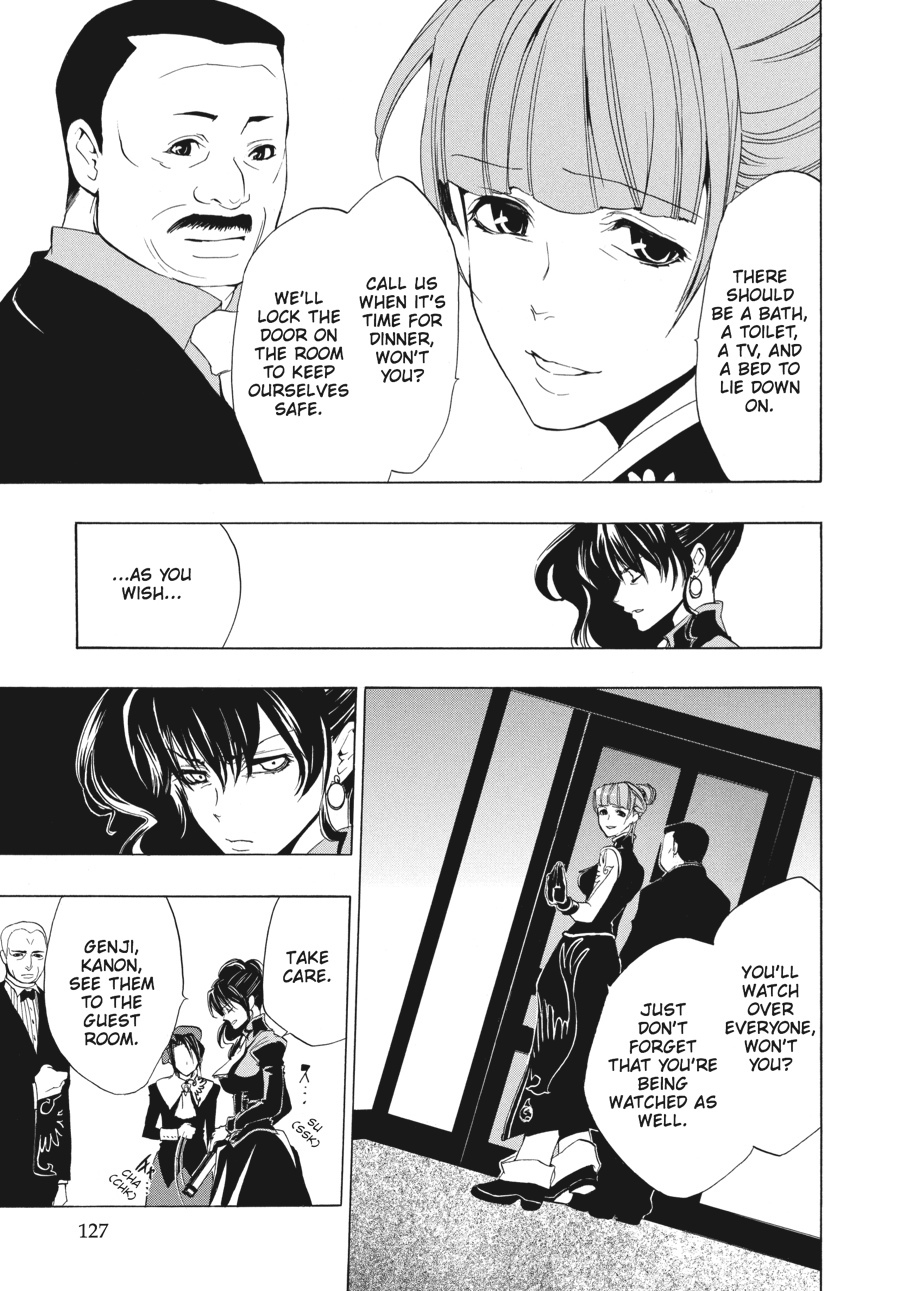 THERE
SHOULD
BE A BATH,
A TOILET,
A TV, AND
A BED TO
LIE DOWN
ON.
CALL US
WHEN IT'S
TIME FOR
DINNER,
WON'T
YOU?
WE'LL
LOCK THE
DOOR ON
THE ROOM
TO KEEP
OURSELVES
SAFE.
...AS YOU
WISH...
YOU'LL
WATCH
OVER
EVERYONE,
WON'T
YOU?
JUST
DON'T
FORGET
THAT YOU'RE
BEING
WATCHED AS
WELL.
TAKE
CARE.
ス…
SU
(SSK)
GENJI,
KANON,
SEE THEM
TO THE
GUEST
ROOM.
CHA
(CHK)
127